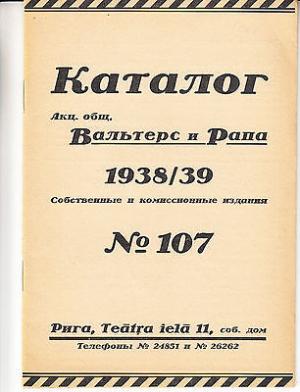 Каталог
Акц. общ.
Вальтерс и Рапа
1938/39
Собственные и комиссионные издания
№ 107
Рига, Teātŗa ielā 11, соб. дом
Телефоны № 24851 и № 26262